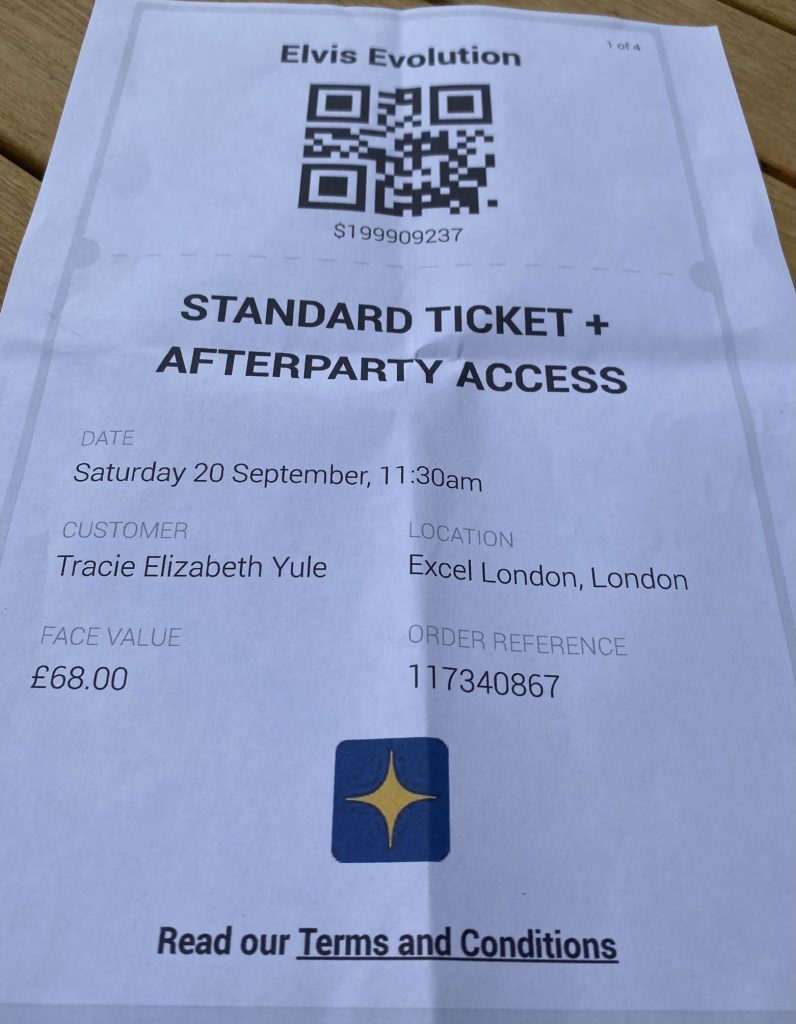 Elvis Evolution
1 of 4
$199909237
STANDARD TICKET +
AFTERPARTY ACCESS
DATE
Saturday 20 September, 11:30am
CUSTOMER
Tracie Elizabeth Yule
LOCATION
Excel London, London
FACE VALUE
£68.00
ORDER REFERENCE
117340867
Read our Terms and Conditions